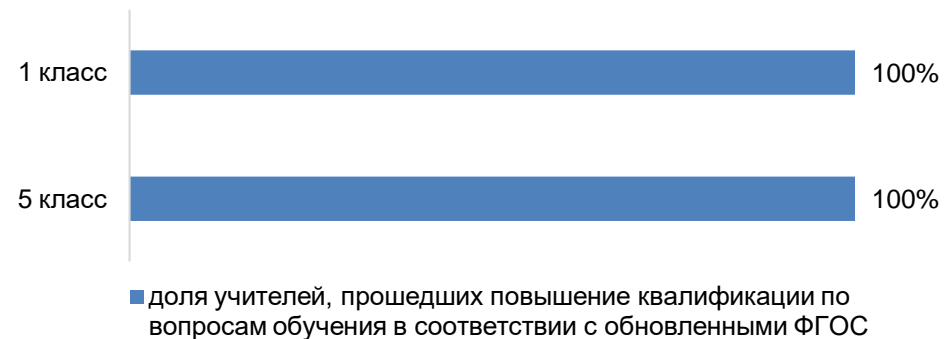 1 класс
100%
5 класс
100%
доля учителей, прошедших повышение квалификации по
вопросам обучения в соответствии с обновленными ФГОС